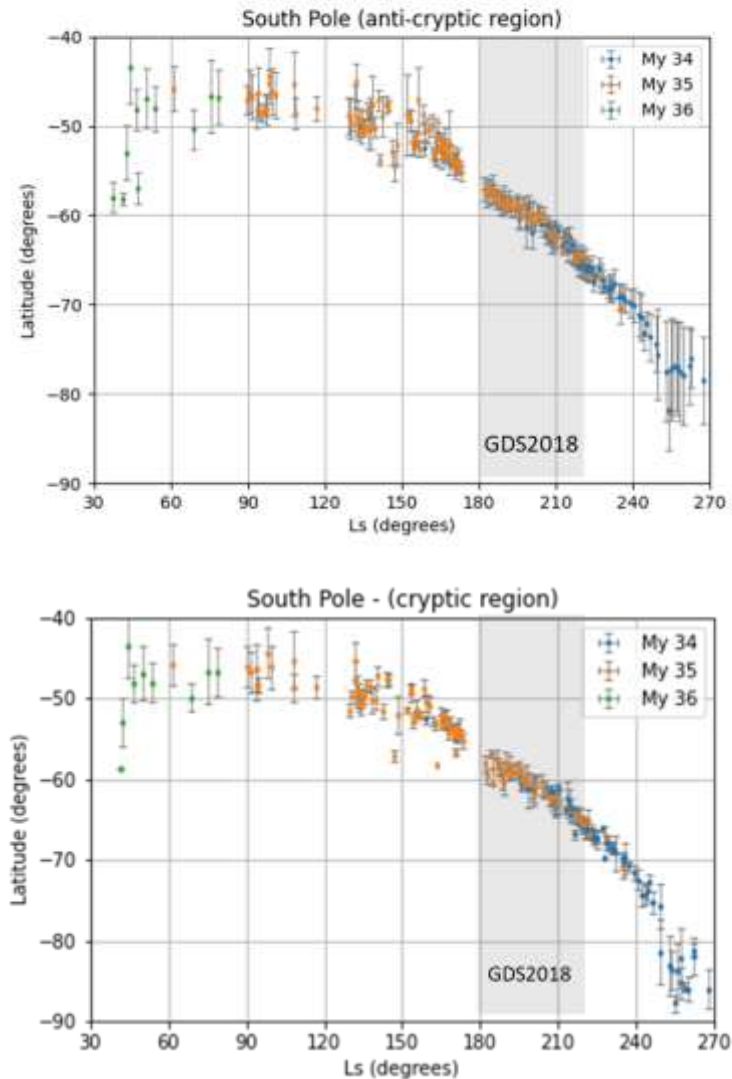 South Pole (anti-cryptic region)
−40
−50
−60
−70
−80
−90
Latitude (degrees)
My 34
My 35
My 36
GDS2018
30 60 90 120 150 180 210 240 270
Ls (degrees)
South Pole - (cryptic region)
−40
−50
−60
−70
−80
−90
Latitude (degrees)
My 34
My 35
My 36
GDS2018
30 60 90 120 150 180 210 240 270
Ls (degrees)